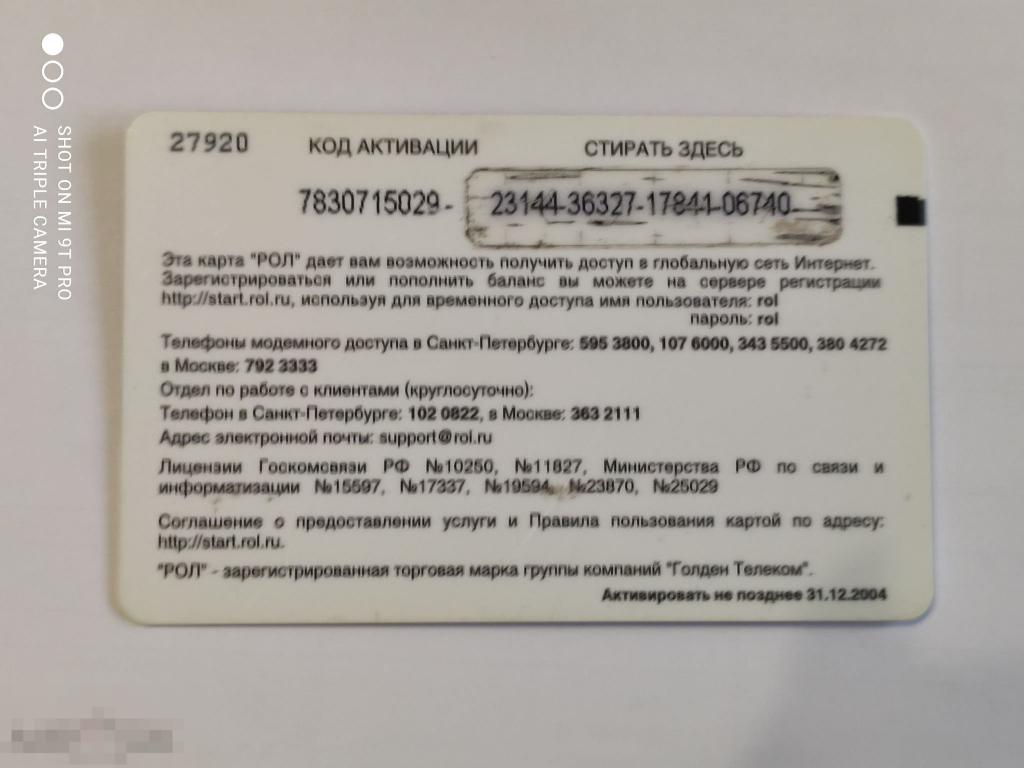 27920 КОД АКТИВАЦИИ СТИРАТЬ ЗДЕСЬ
7830715029- 23144-36327-17841-06740
Эта карта "РОЛ" дает вам возможность получить доступ в глобальную сеть Интернет.
Зарегистрироваться или пополнить баланс вы можете на сервере регистрации
http://start.rol.ru, используя для временного доступа имя пользователя: rol
пароль: rol
Телефоны модемного доступа в Санкт-Петербурге: 595 3800, 107 6000, 343 5500, 380 4272
в Москве: 792 3333
Отдел по работе с клиентами (круглосуточно):
Телефон в Санкт-Петербурге: 102 0822, в Москве: 363 2111
Адрес электронной почты: support@rol.ru
Лицензии Госкомсвязи РФ №10250, №11827, Министерства РФ по связи и
информатизации №15597, №17337, №19594, №23870, №25029
Соглашение о предоставлении услуги и Правила пользования картой по адресу:
http://start.rol.ru.
"РОЛ" - зарегистрированная торговая марка группы компаний "Голден Телеком".
Активировать не позднее 31.12.2004
SHOT ON MI 9T PRO
AI TRIPLE CAMERA